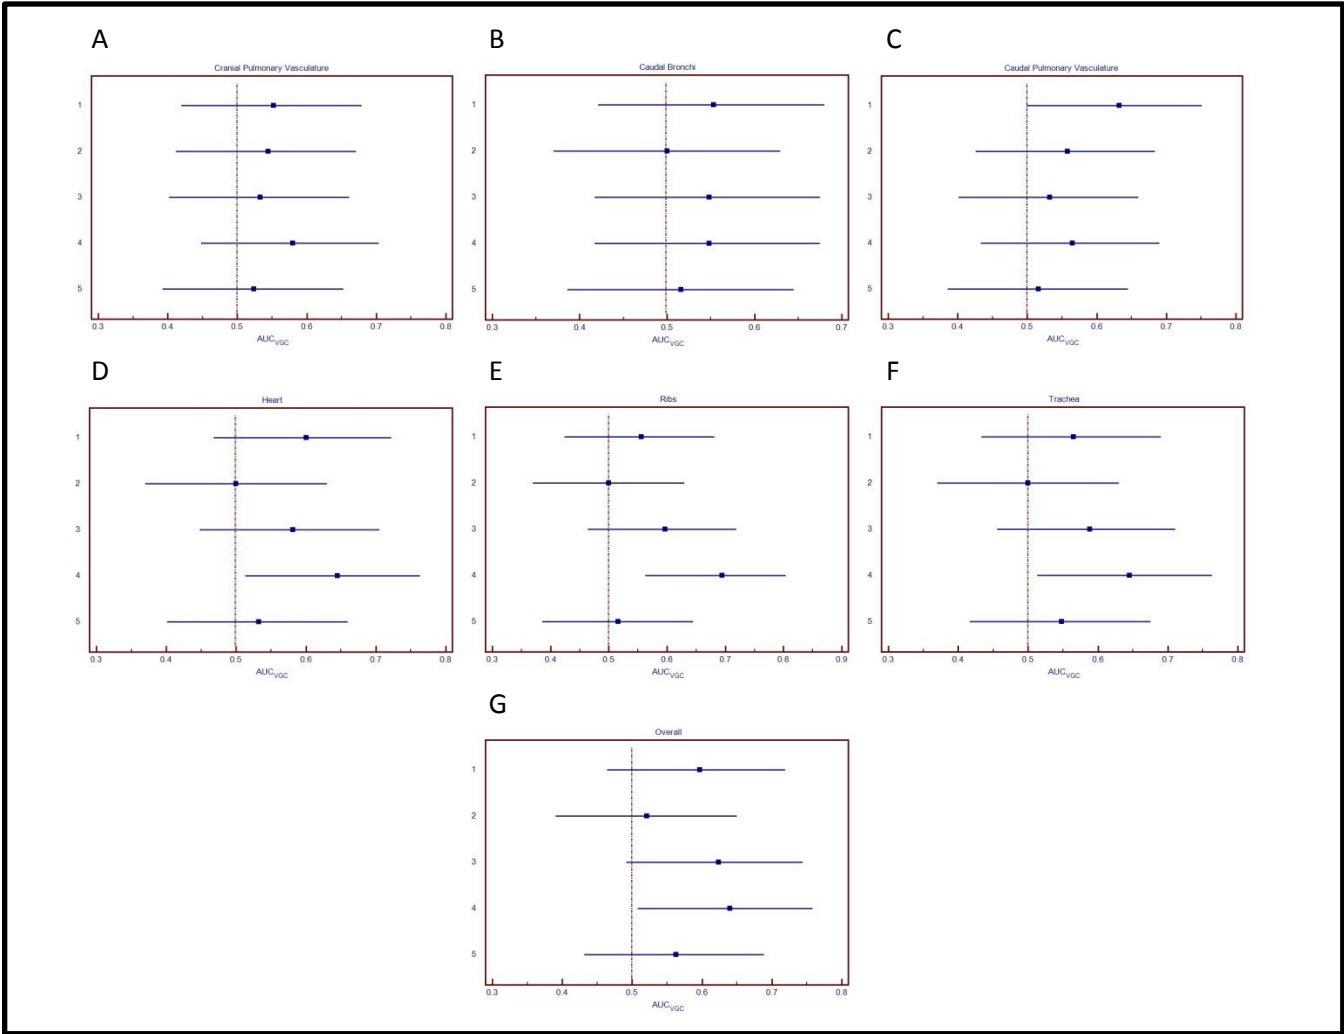 A
B
C
Cranial Pulmonary Vasculature
Caudal Bronchi
Caudal Pulmonary Vasculature
1
2
3
4
5
0.3 0.4 0.5 0.6 0.7 0.8
AUCVGC
1
2
3
4
5
0.3 0.4 0.5 0.6 0.7
AUCVGC
1
2
3
4
5
0.3 0.4 0.5 0.6 0.7 0.8
AUCVGC
D
E
F
Heart
Ribs
Trachea
1
2
3
4
5
0.3 0.4 0.5 0.6 0.7 0.8
AUCVGC
1
2
3
4
5
0.3 0.4 0.5 0.6 0.7 0.8 0.9
AUCVGC
1
2
3
4
5
0.3 0.4 0.5 0.6 0.7 0.8
AUCVGC
G
Overall
1
2
3
4
5
0.3 0.4 0.5 0.6 0.7 0.8
AUCVGC